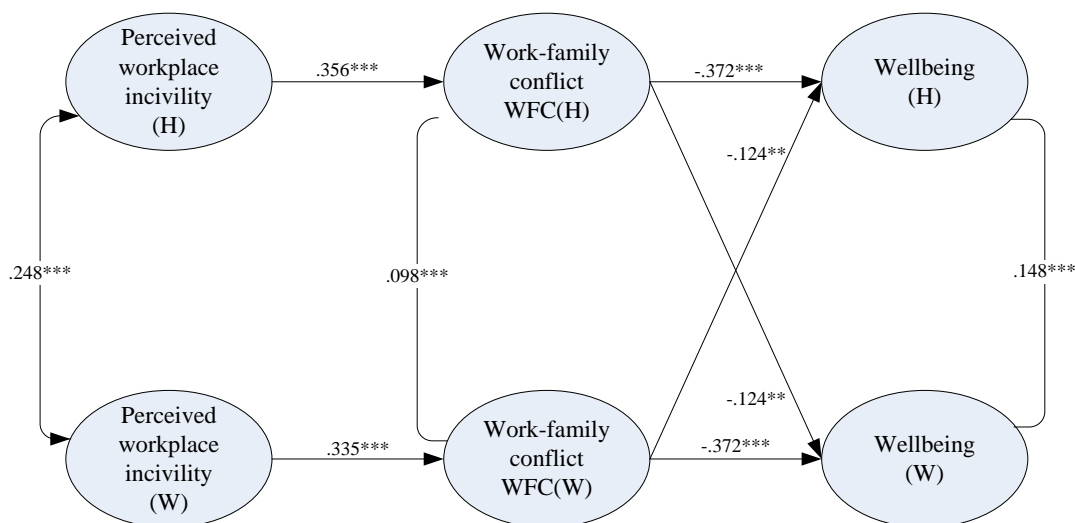 Perceived
workplace
incivility
(H)
.356***
Work-family
conflict
WFC(H)
-.372***
Wellbeing
(H)
-.124**
.248***
.098***
.148***
-.124**
Perceived
workplace
incivility
(W)
.335***
Work-family
conflict
WFC(W)
-.372***
Wellbeing
(W)